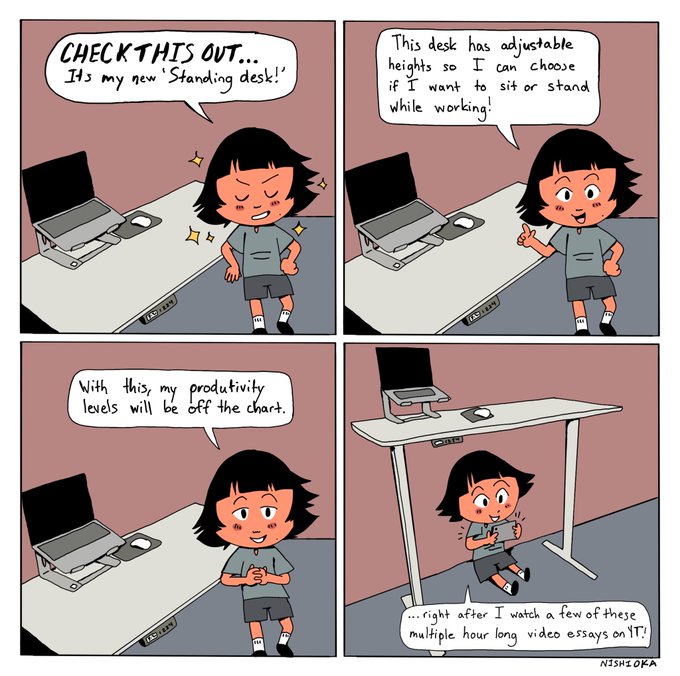 CHECK THIS OUT...
Its my new 'Standing desk!'
This desk has adjustable
heights so I can choose
if I want to sit or stand
while working!
With this, my produtivity
levels will be off the chart.
...right after I watch a few of these
multiple hour long video essays on YT!
NISHIOKA